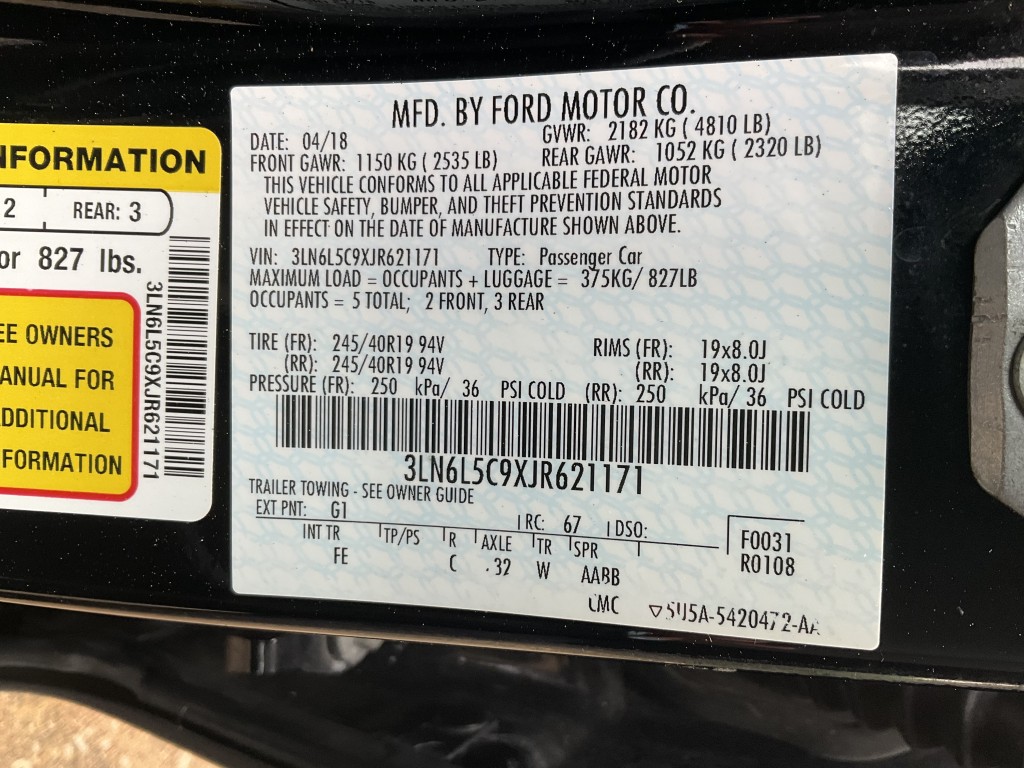 NFORMATION
2 REAR: 3
or 827 lbs.
EE OWNERS
ANUAL FOR
DDITIONAL
FORMATION
3LN6L5C9XJR621171
MFD. BY FORD MOTOR CO.
DATE: 04/18 GVWR: 2182 KG ( 4810 LB)
FRONT GAWR: 1150 KG ( 2535 LB) REAR GAWR: 1052 KG ( 2320 LB)
THIS VEHICLE CONFORMS TO ALL APPLICABLE FEDERAL MOTOR
VEHICLE SAFETY, BUMPER, AND THEFT PREVENTION STANDARDS
IN EFFECT ON THE DATE OF MANUFACTURE SHOWN ABOVE.
VIN: 3LN6L5C9XJR621171 TYPE: Passenger Car
MAXIMUM LOAD = OCCUPANTS + LUGGAGE = 375KG/ 827LB
OCCUPANTS = 5 TOTAL; 2 FRONT, 3 REAR
TIRE (FR): 245/40R19 94V RIMS (FR): 19x8.0J
(RR): 245/40R19 94V (RR): 19x8.0J
PRESSURE (FR): 250 kPa/ 36 PSI COLD (RR): 250 kPa/ 36 PSI COLD
3LN6L5C9XJR621171
TRAILER TOWING - SEE OWNER GUIDE
EXT PNT: G1 RC: 67 DSO:
INT TR TP/PS R AXLE TR SPR F0031
FE C .32 W AABB R0108
LMC ▽5U5A-5420472-AA